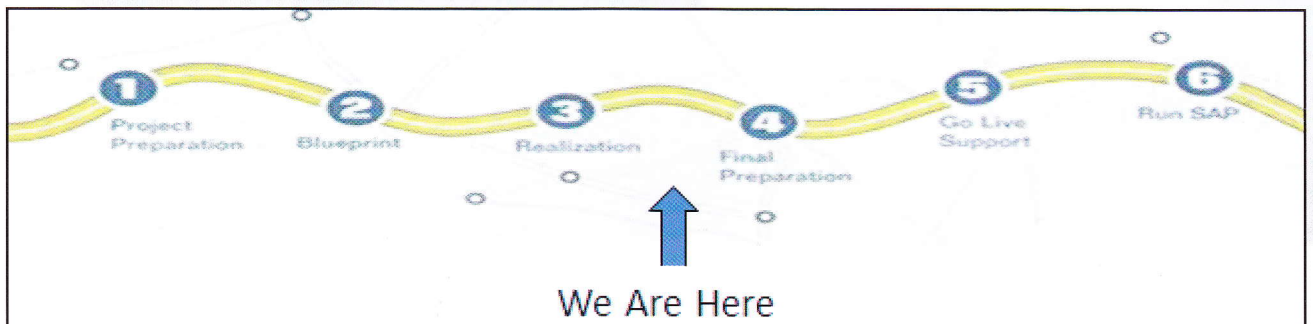 1
Project
Preparation
2
Blueprint
3
Realization
4
Final
Preparation
5
Go Live
Support
6
Run SAP
We Are Here